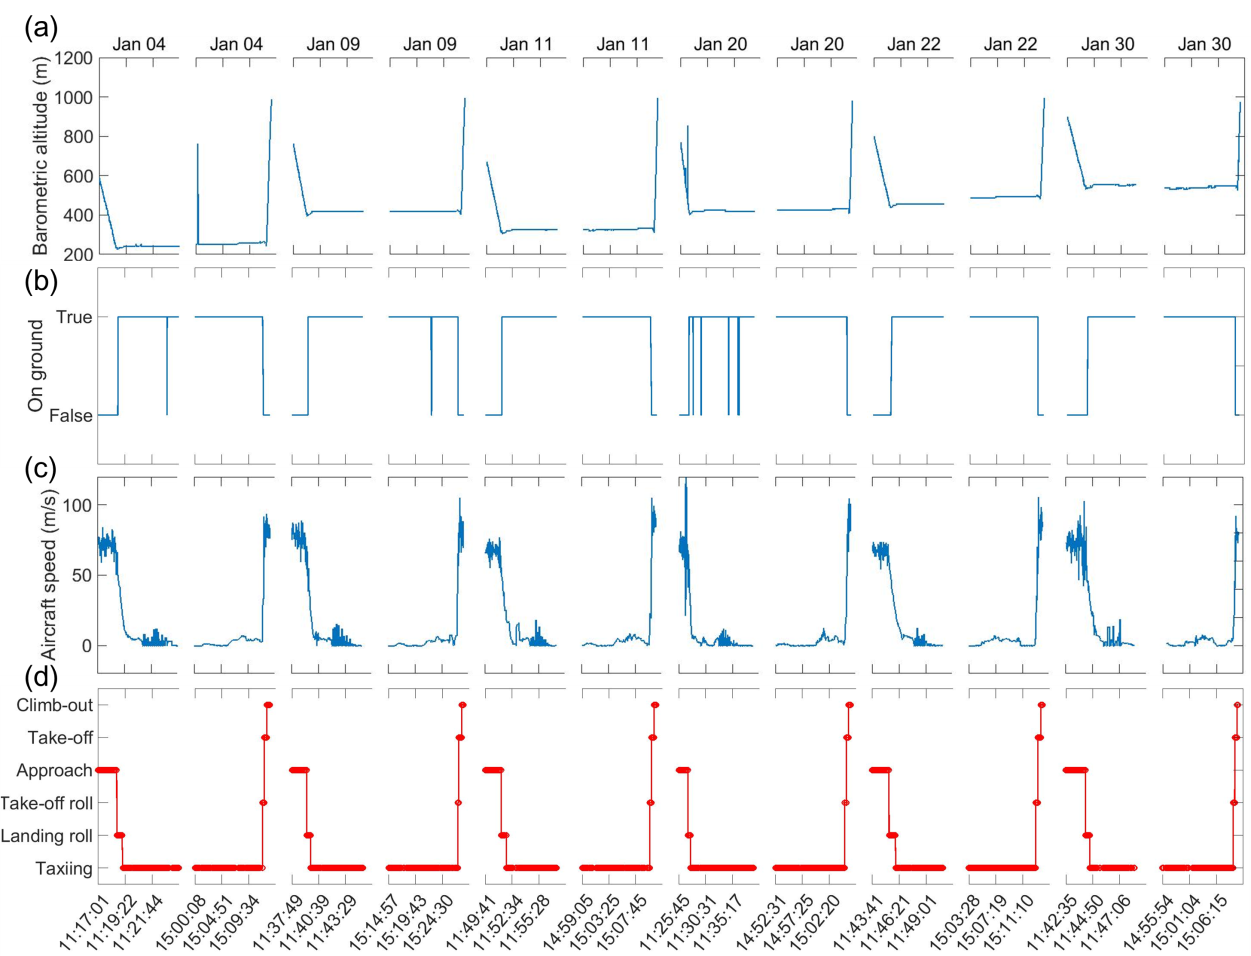 (a)
Jan 04 Jan 04 Jan 09 Jan 09 Jan 11 Jan 11 Jan 20 Jan 20 Jan 22 Jan 22 Jan 30 Jan 30
Barometric altitude (m)
1200
1000
800
600
400
200
(b)
On ground
True
False
(c)
Aircraft speed (m/s)
100
50
0
(d)
Climb-out
Take-off
Approach
Take-off roll
Landing roll
Taxiing
11:17:01 11:19:22 11:21:44 15:00:08 15:04:51 15:09:34 11:37:49 11:40:39 11:43:29 15:14:57 15:19:43 15:24:30 11:49:41 11:52:34 11:55:28 14:59:05 15:03:25 15:07:45 11:25:45 11:30:31 11:35:17 14:52:31 14:57:25 15:02:20 11:43:41 11:46:21 11:49:01 15:03:28 15:07:19 15:11:10 11:42:35 11:44:50 11:47:06 14:55:54 15:01:04 15:06:15